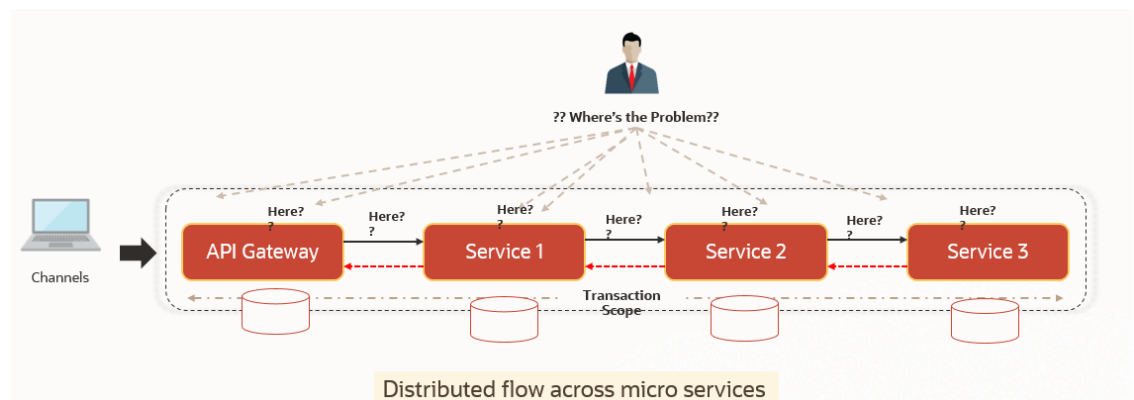 ?? Where's the Problem??
Here?
?
Here?
?
Here?
?
Here?
?
Here?
?
Here?
?
Here?
?
API Gateway
Service 1
Service 2
Service 3
Channels
Transaction
Scope
Distributed flow across micro services